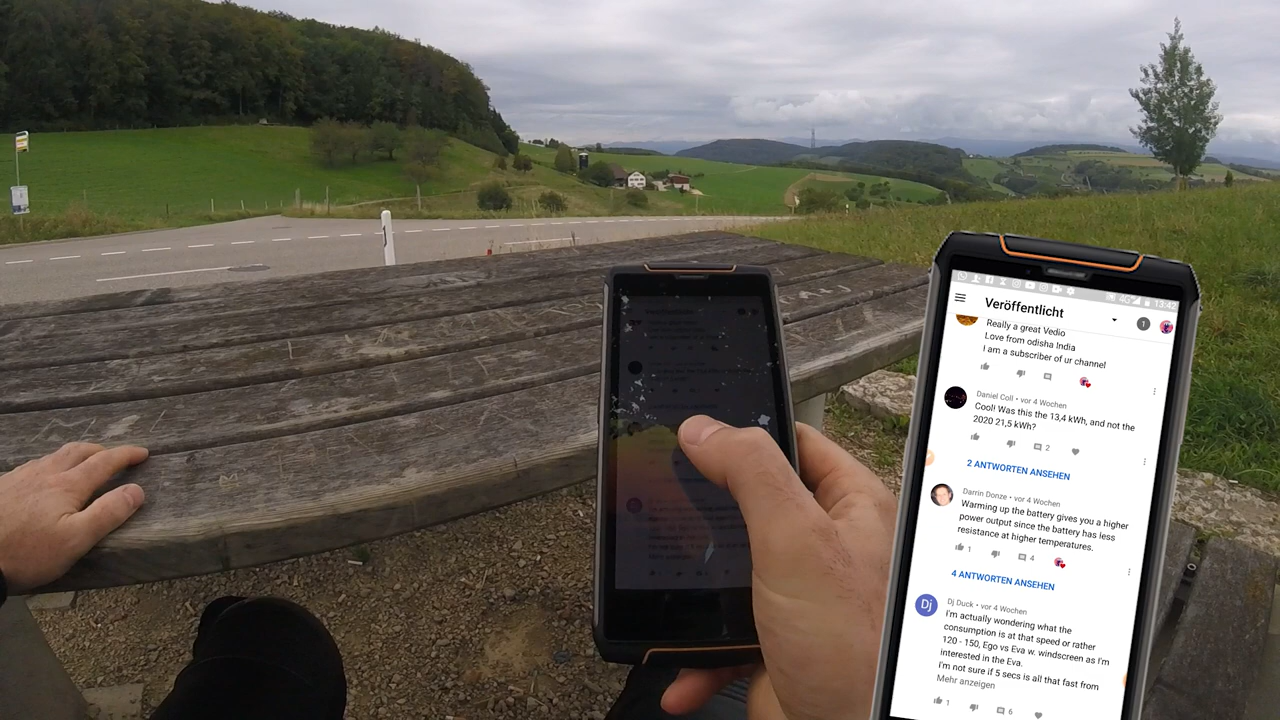 4G 13:42
Veröffentlicht
1
Really a great Vedio
Love from odisha India
I am a subscriber of ur channel
Daniel Coll • vor 4 Wochen
Cool! Was this the 13,4 kWh, and not the
2020 21,5 kWh?
2
2 ANTWORTEN ANSEHEN
Darrin Donze • vor 4 Wochen
Warming up the battery gives you a higher
power output since the battery has less
resistance at higher temperatures.
1 4
4 ANTWORTEN ANSEHEN
Dj
Dj Duck • vor 4 Wochen
i'm actually wondering what the
consumption is at that speed or rather
120 - 150, Ego vs Eva w. windscreen as I'm
interested in the Eva.
I'm not sure if 5 secs is all that fast from
Mehr anzeigen
1 6